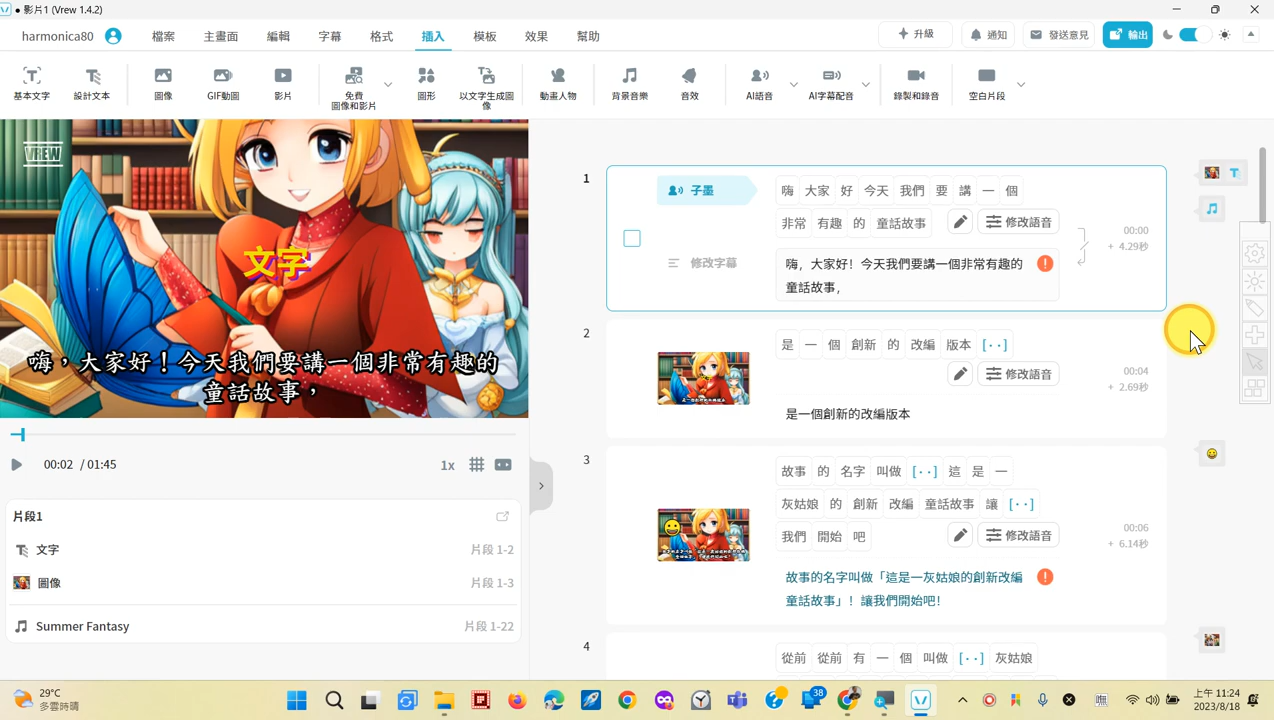 影片1 (Vrew 1.4.2)
harmonica80
檔案
主畫面
編輯
字幕
格式
插入
模板
效果
幫助
升級
通知
發送意見
輸出
基本文字
設計文本
圖像
GIF動圖
影片
免費
圖像和影片
圖形
以文字生成圖
像
動畫人物
背景音樂
音效
AI語音
AI字幕配音
錄製和錄音
空白片段
VREW
文字
嗨，大家好！今天我們要講一個非常有趣的
童話故事，
00:02 / 01:45
1x
片段1
文字 片段 1-2
圖像 片段 1-3
Summer Fantasy 片段 1-22
1
子墨
嗨 大家 好 今天 我們 要 講 一 個
非常 有趣 的 童話故事
修改語音
修改字幕
嗨，大家好！今天我們要講一個非常有趣的
童話故事，
00:00
+ 4.29秒
2
是 一 個 創新 的 改編 版本 [··]
修改語音
是一個創新的改編版本
00:04
+ 2.69秒
3
故事 的 名字 叫做 [··] 這 是 一
灰姑娘 的 創新 改編 童話故事 讓 [··]
我們 開始 吧
修改語音
故事的名字叫做「這是一灰姑娘的創新改編
童話故事」！讓我們開始吧！
00:06
+ 6.14秒
4
從前 從前 有 一 個 叫做 [··] 灰姑娘
29°C
多雲時晴
38
上午 11:24
2023/8/18